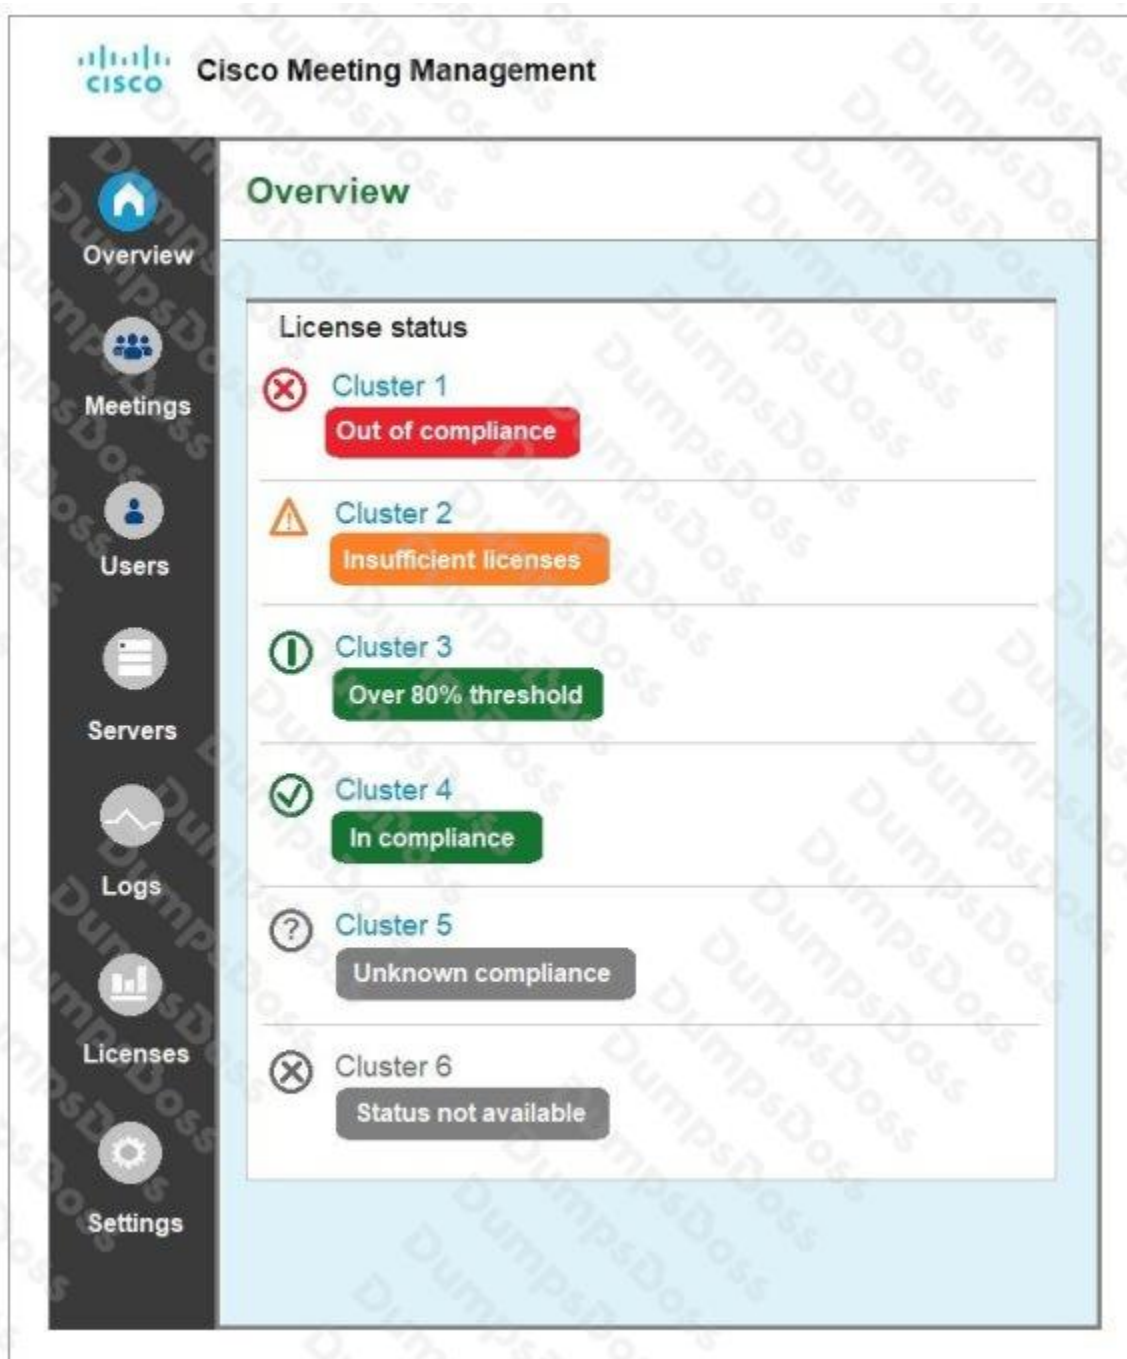 CISCO Cisco Meeting Management
Overview
Overview
Meetings
Users
Servers
Logs
Licenses
Settings
License status
Cluster 1
Out of compliance
Cluster 2
Insufficient licenses
Cluster 3
Over 80% threshold
Cluster 4
In compliance
Cluster 5
Unknown compliance
Cluster 6
Status not available
DumpsDoss